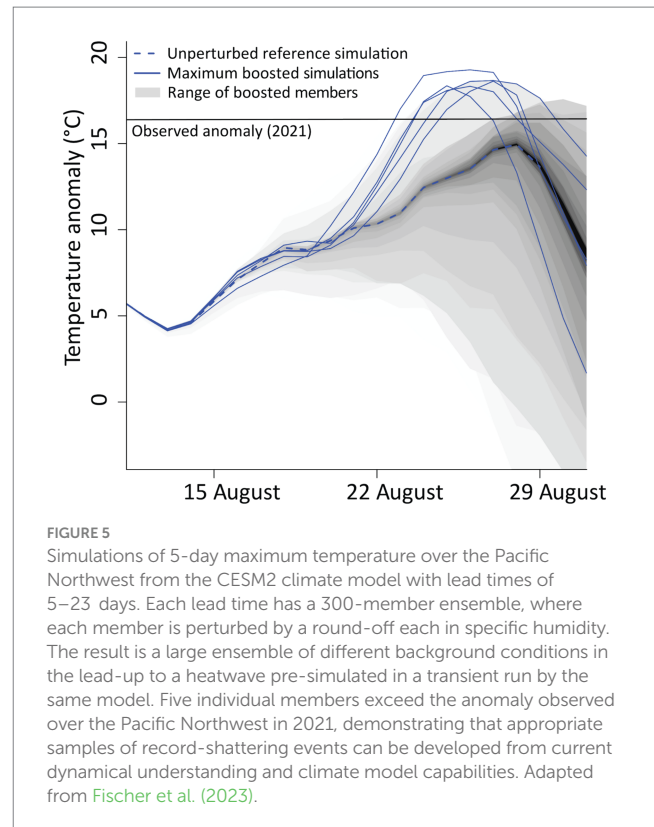 20
15
10
5
0
Temperature anomaly (°C)
Unperturbed reference simulation
Maximum boosted simulations
Range of boosted members
Observed anomaly (2021)
15 August
22 August
29 August
FIGURE 5
Simulations of 5-day maximum temperature over the Pacific
Northwest from the CESM2 climate model with lead times of
5–23 days. Each lead time has a 300-member ensemble, where
each member is perturbed by a round-off each in specific humidity.
The result is a large ensemble of different background conditions in
the lead-up to a heatwave pre-simulated in a transient run by the
same model. Five individual members exceed the anomaly observed
over the Pacific Northwest in 2021, demonstrating that appropriate
samples of record-shattering events can be developed from current
dynamical understanding and climate model capabilities. Adapted
from Fischer et al. (2023).